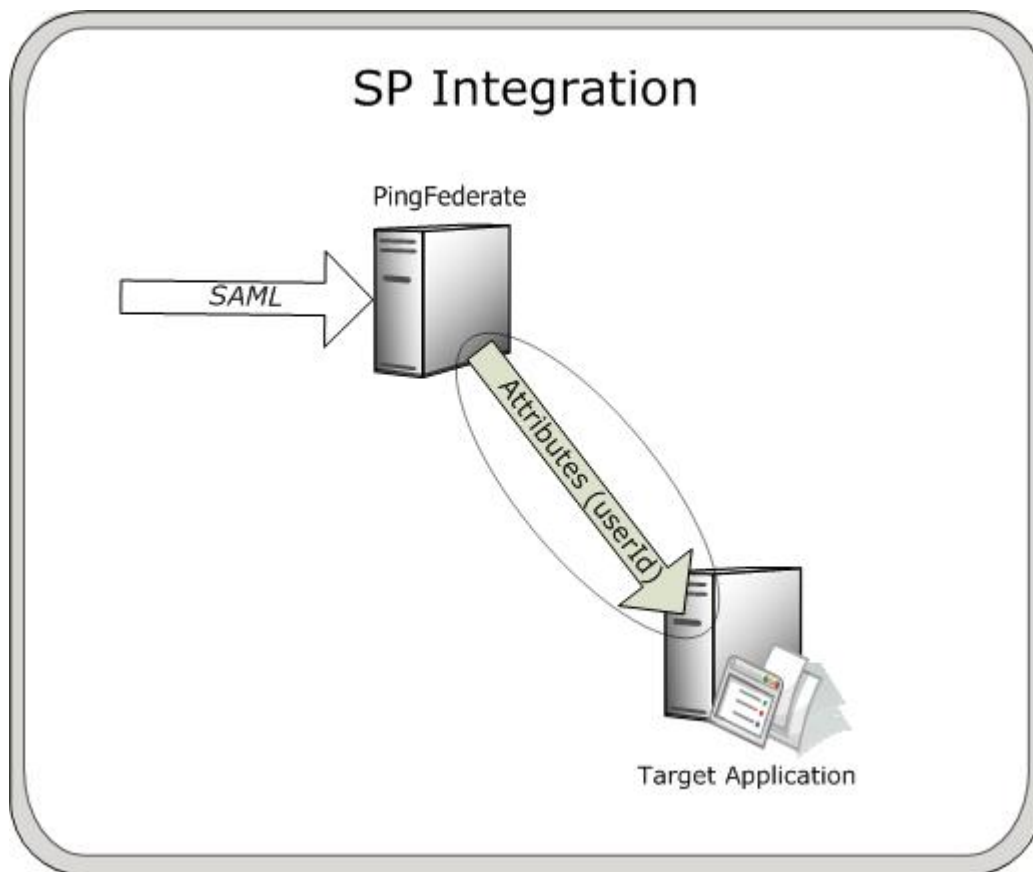 SP Integration
PingFederate
SAML
Attributes (userId)
Target Application